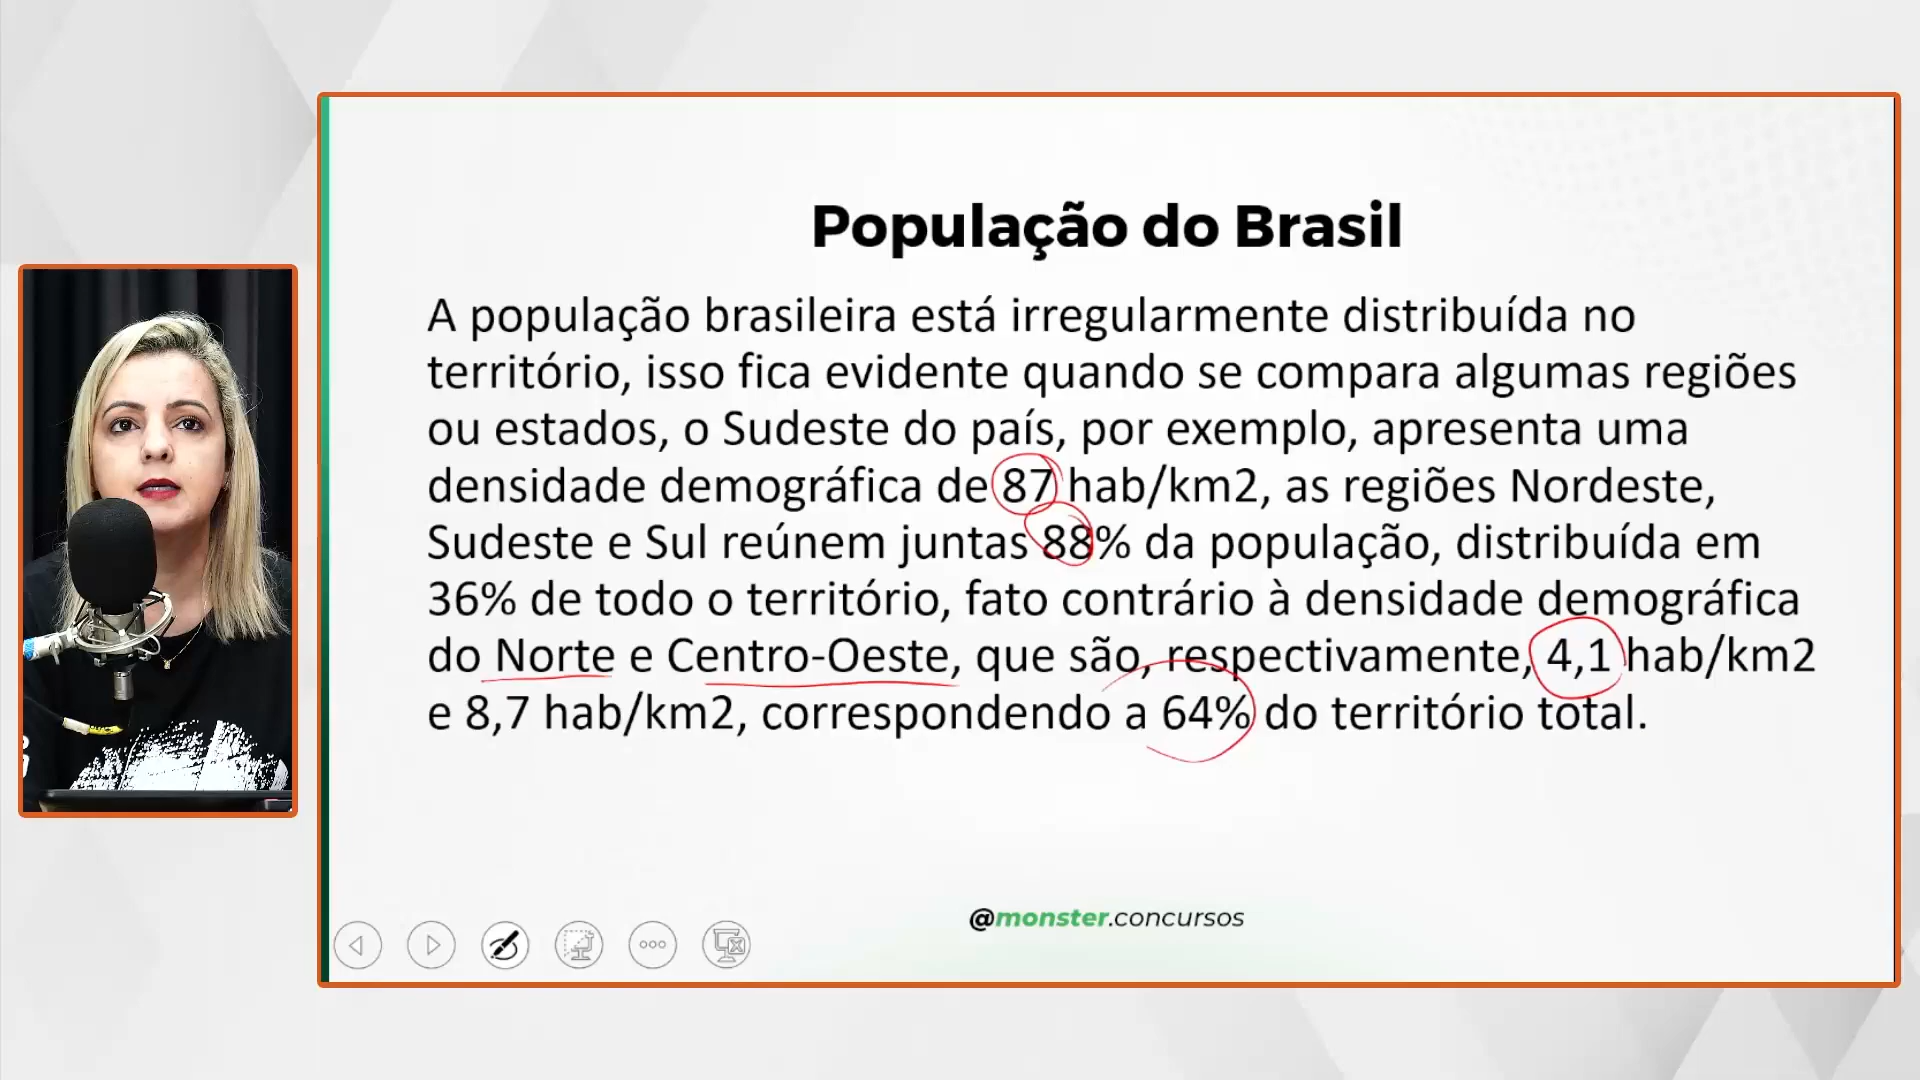 População do Brasil
A população brasileira está irregularmente distribuída no
território, isso fica evidente quando se compara algumas regiões
ou estados, o Sudeste do país, por exemplo, apresenta uma
densidade demográfica de 87 hab/km2, as regiões Nordeste,
Sudeste e Sul reúnem juntas 88% da população, distribuída em
36% de todo o território, fato contrário à densidade demográfica
do Norte e Centro-Oeste, que são, respectivamente, 4,1 hab/km2
e 8,7 hab/km2, correspondendo a 64% do território total.
@monster.concursos